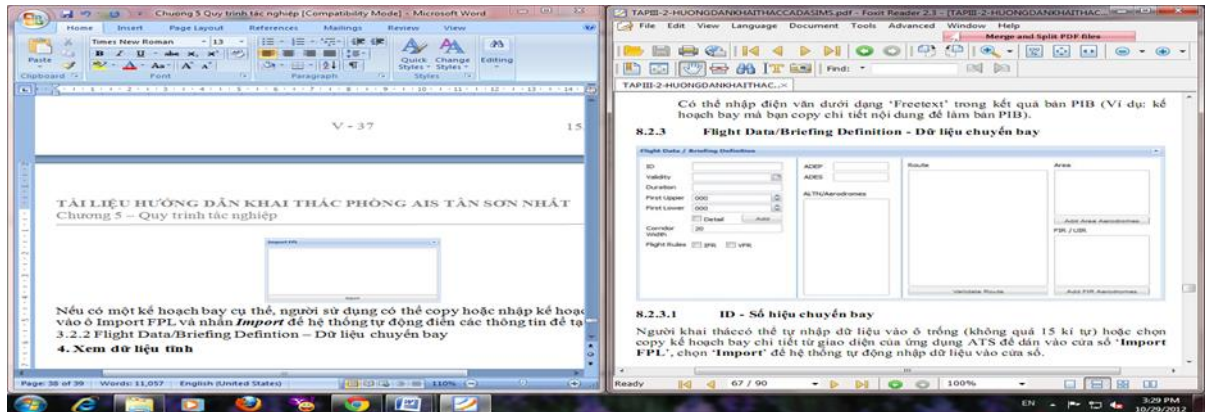 Chuong 5 Quy trinh tác nghiệp [Compatibility Mode] - Microsoft Word
Home Insert Page Layout References Mailings Review View
Paste
Times New Roman 13
Quick Styles Change Styles Editing
Clipboard Font Paragraph Styles
V - 37
15
TÀI LIỆU HƯỚNG DẪN KHAI THÁC PHÒNG AIS TÂN SƠN NHẤT
Chương 5 – Quy trình tác nghiệp
Import FPL
Nếu có một kế hoạch bay cụ thể, người sử dụng có thể copy hoặc nhập kế hoạ
vào ô Import FPL và nhấn Import để hệ thống tự động điền các thông tin để tạ
3.2.2 Flight Data/Briefing Defintion – Dữ liệu chuyến bay
4. Xem dữ liệu tĩnh
Page: 38 of 39 Words: 11,057 English (United States) 110%
TAPIII-2-HUONGDANKHAITHACCADASIMS.pdf - Foxit Reader 2.3 - [TAPIII-2-HUONGDANKHAITHAC...
File Edit View Language Document Tools Advanced Window Help
Merge and Split PDF files
Find:
TAPIII-2-HUONGDANKHAITHAC...
Có thể nhập điện văn dưới dạng ‘Freetext’ trong kết quả bản PIB (Ví dụ: kế
hoạch bay mà bạn copy chi tiết nội dung để làm bản PIB).
8.2.3 Flight Data/Briefing Definition - Dữ liệu chuyến bay
Flight Data / Briefing Definition
ID ADEP Route Area
Validity ADES
Duration
First Upper 000 ALTN/Aerodromes
First Lower 000
Detail Add
Add Area Aerodromes
Corridor Width 20
FIR / UIR
Flight Rules IFR VFR
Validate Route Add FIR Aerodromes
8.2.3.1 ID - Số hiệu chuyến bay
Người khai tháccó thể tự nhập dữ liệu vào ô trống (không quá 15 kí tự) hoặc chọn
copy kế hoạch bay chi tiết từ giao diện của ứng dụng ATS để dán vào cửa sổ ‘Import
FPL’, chọn ‘Import’ để hệ thống tự động nhập dữ liệu vào cửa sổ.
Ready 67 / 90 100%
EN 3:29 PM
10/29/2012